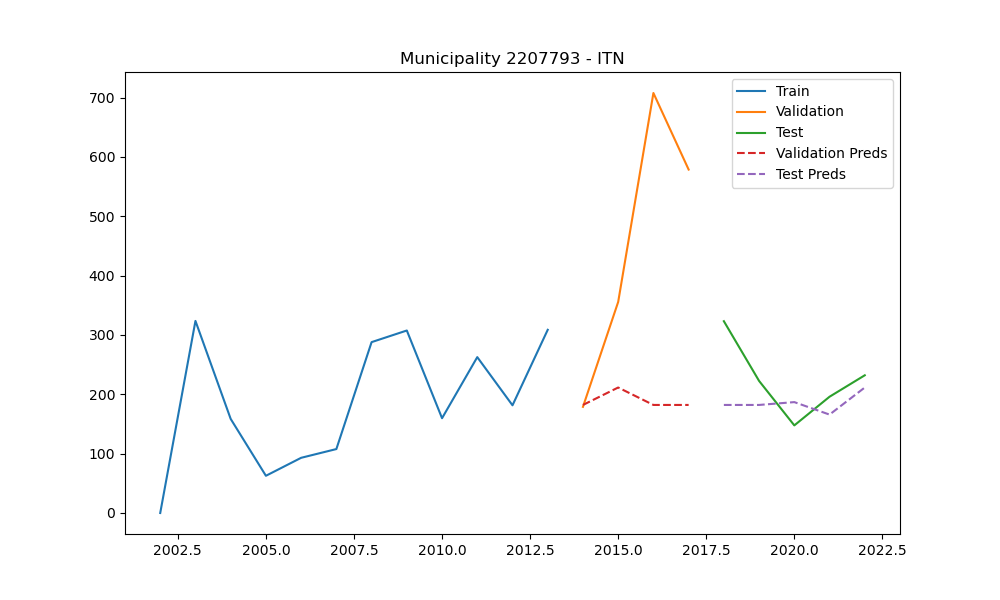 Municipality 2207793 - ITN
Train
Validation
Test
Validation Preds
Test Preds
700
600
500
400
300
200
100
0
2002.5 2005.0 2007.5 2010.0 2012.5 2015.0 2017.5 2020.0 2022.5